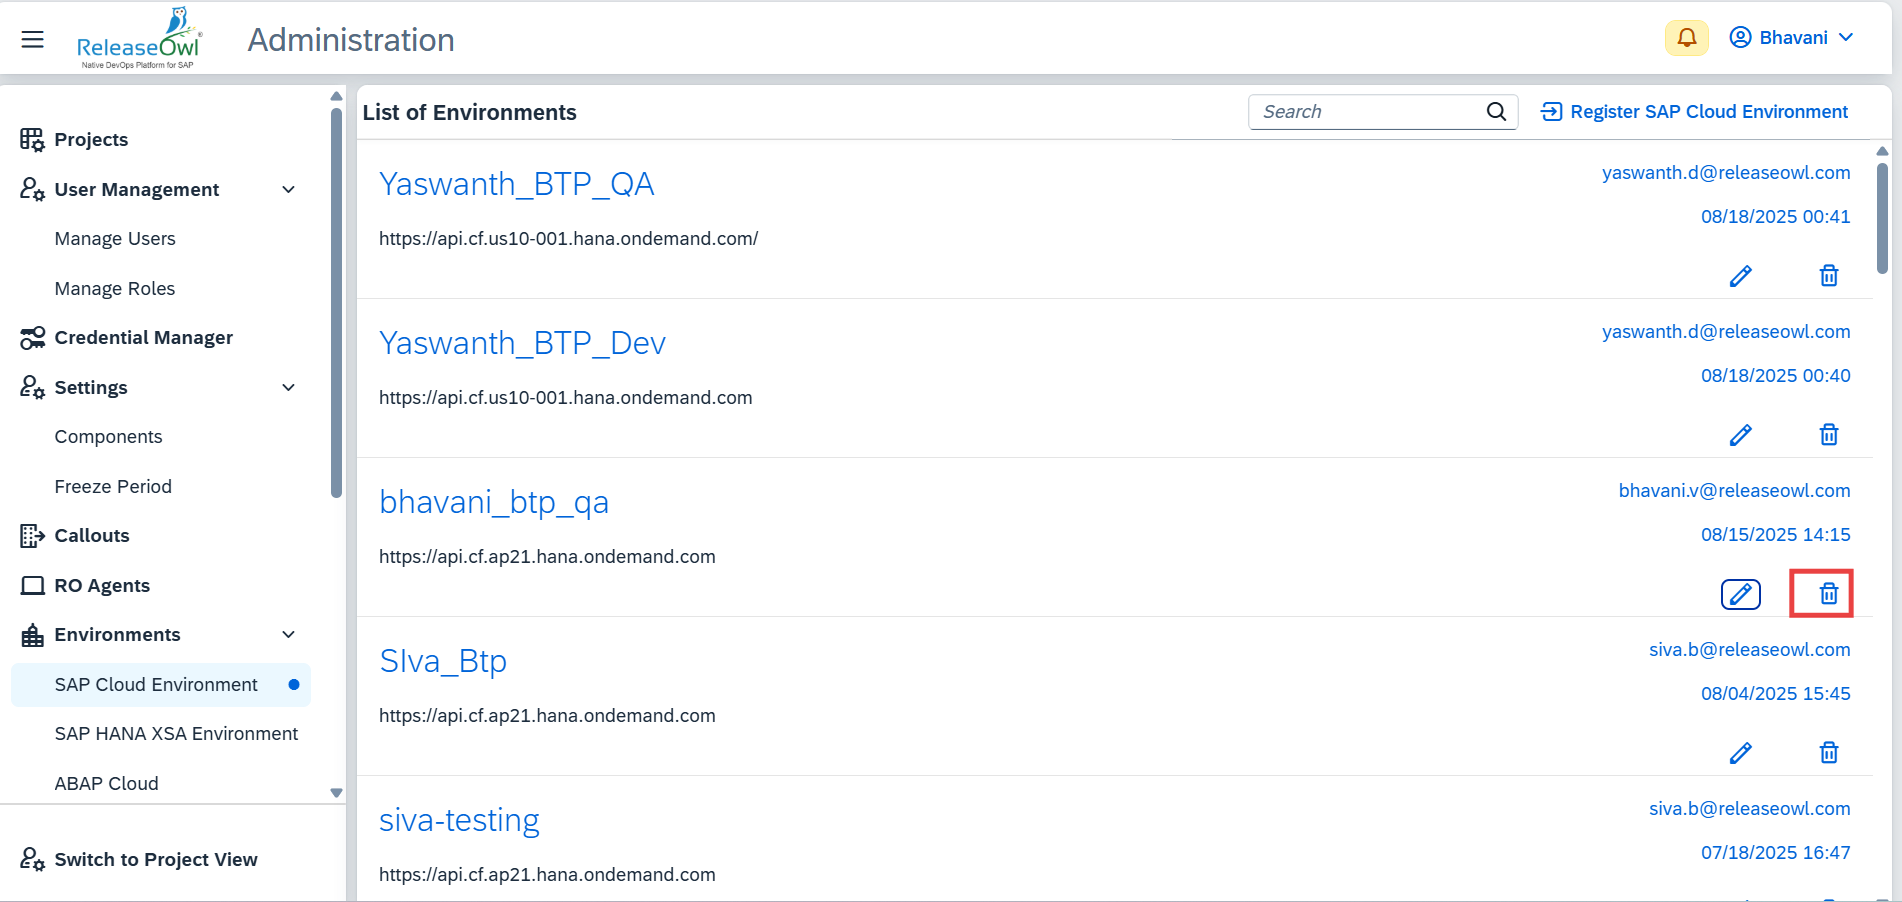 ReleaseOwl
Native DevOps Platform for SAP
Administration
Bhavani
Projects
User Management
Manage Users
Manage Roles
Credential Manager
Settings
Components
Freeze Period
Callouts
RO Agents
Environments
SAP Cloud Environment
SAP HANA XSA Environment
ABAP Cloud
Switch to Project View
List of Environments
Search
Register SAP Cloud Environment
Yaswanth_BTP_QA
yaswanth.d@releaseowl.com
08/18/2025 00:41
https://api.cf.us10-001.hana.ondemand.com/
Yaswanth_BTP_Dev
yaswanth.d@releaseowl.com
08/18/2025 00:40
https://api.cf.us10-001.hana.ondemand.com
bhavani_btp_qa
bhavani.v@releaseowl.com
08/15/2025 14:15
https://api.cf.ap21.hana.ondemand.com
SIva_Btp
siva.b@releaseowl.com
08/04/2025 15:45
https://api.cf.ap21.hana.ondemand.com
siva-testing
siva.b@releaseowl.com
07/18/2025 16:47
https://api.cf.ap21.hana.ondemand.com